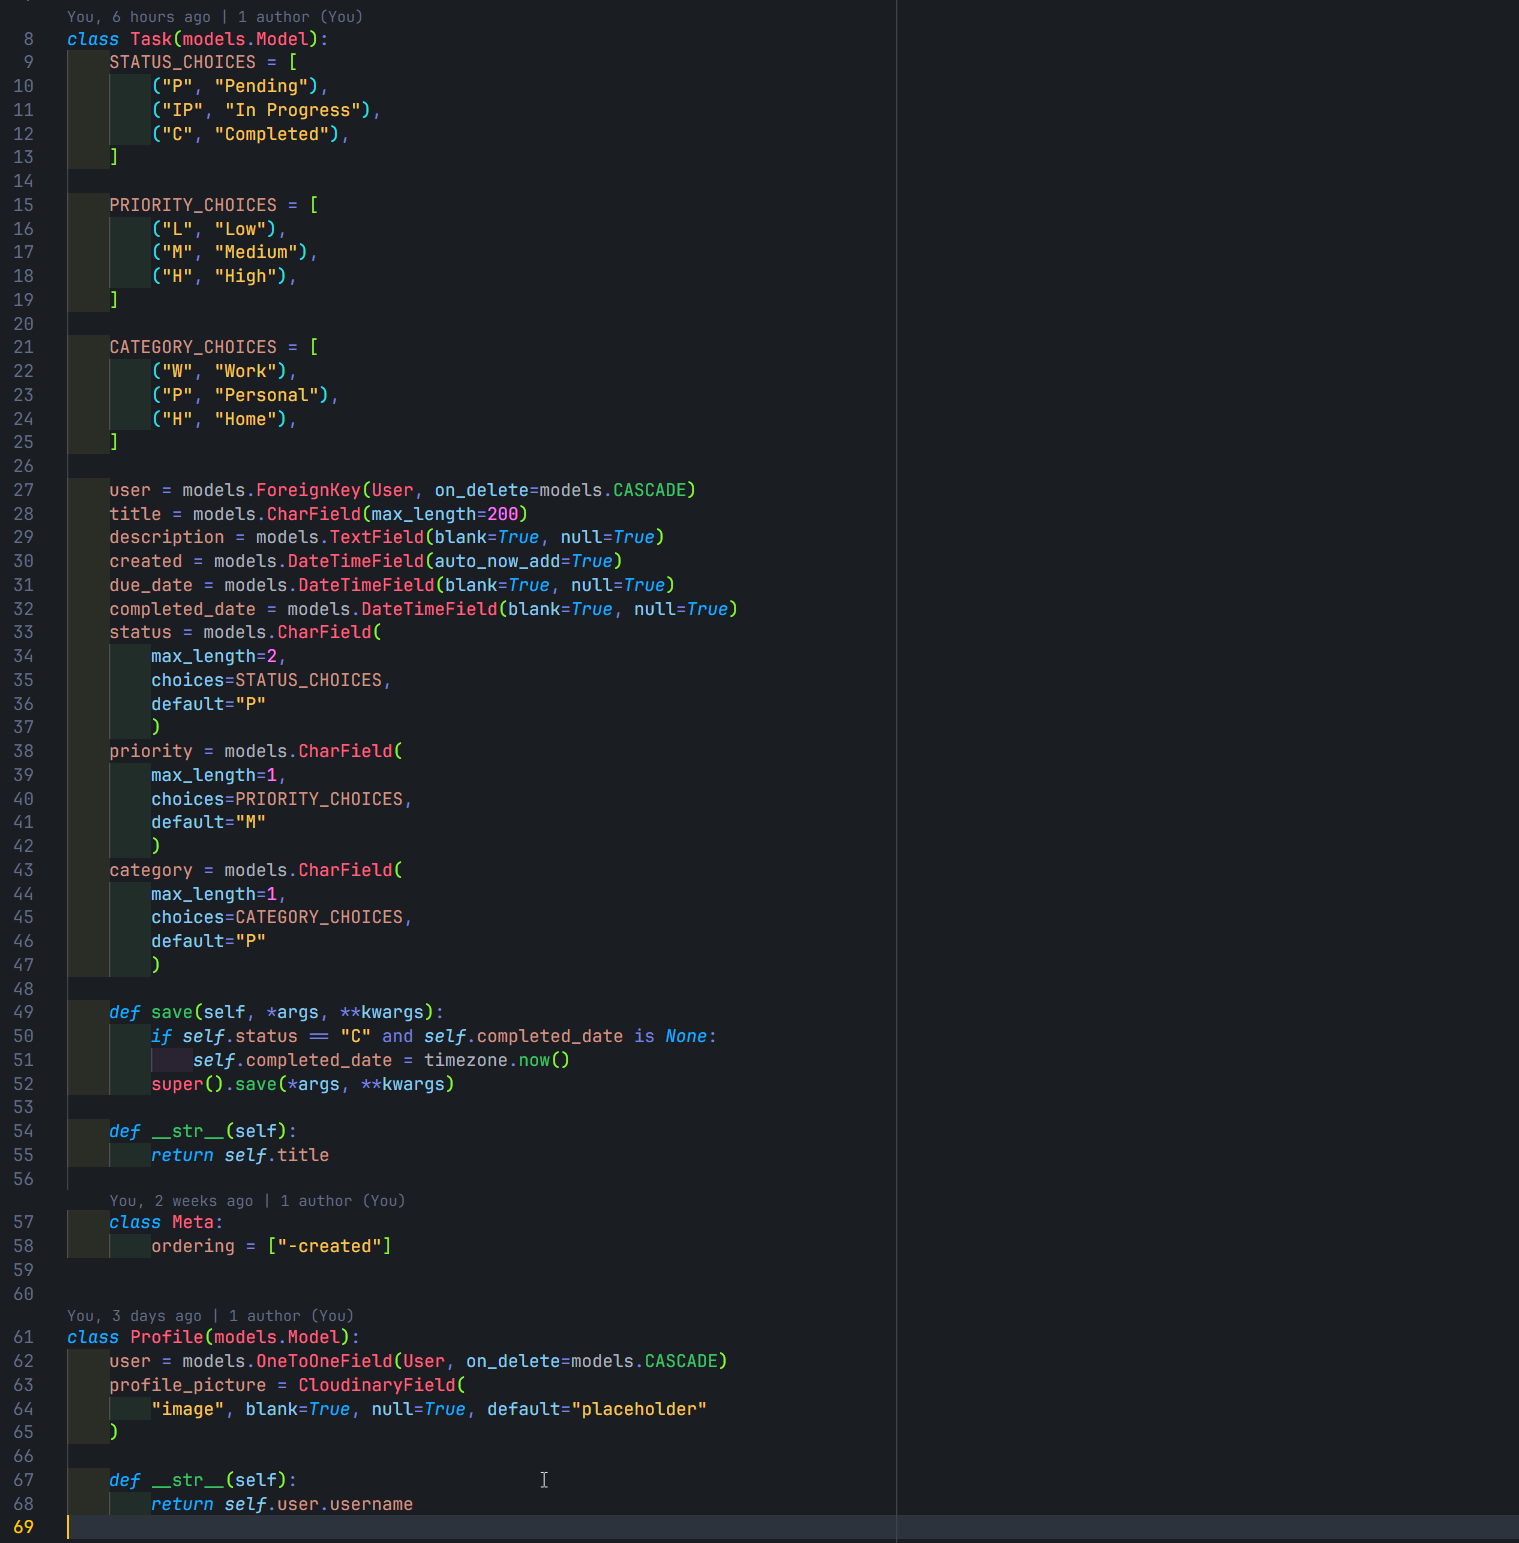 You, 6 hours ago | 1 author (You)
8 class Task(models.Model):
9     STATUS_CHOICES = [
10         ("P", "Pending"),
11         ("IP", "In Progress"),
12         ("C", "Completed"),
13     ]
14
15     PRIORITY_CHOICES = [
16         ("L", "Low"),
17         ("M", "Medium"),
18         ("H", "High"),
19     ]
20
21     CATEGORY_CHOICES = [
22         ("W", "Work"),
23         ("P", "Personal"),
24         ("H", "Home"),
25     ]
26
27     user = models.ForeignKey(User, on_delete=models.CASCADE)
28     title = models.CharField(max_length=200)
29     description = models.TextField(blank=True, null=True)
30     created = models.DateTimeField(auto_now_add=True)
31     due_date = models.DateTimeField(blank=True, null=True)
32     completed_date = models.DateTimeField(blank=True, null=True)
33     status = models.CharField(
34         max_length=2,
35         choices=STATUS_CHOICES,
36         default="P"
37         )
38     priority = models.CharField(
39         max_length=1,
40         choices=PRIORITY_CHOICES,
41         default="M"
42         )
43     category = models.CharField(
44         max_length=1,
45         choices=CATEGORY_CHOICES,
46         default="P"
47         )
48
49     def save(self, *args, **kwargs):
50         if self.status == "C" and self.completed_date is None:
51             self.completed_date = timezone.now()
52         super().save(*args, **kwargs)
53
54     def __str__(self):
55         return self.title
56
You, 2 weeks ago | 1 author (You)
57     class Meta:
58         ordering = ["-created"]
59
60
You, 3 days ago | 1 author (You)
61 class Profile(models.Model):
62     user = models.OneToOneField(User, on_delete=models.CASCADE)
63     profile_picture = CloudinaryField(
64         "image", blank=True, null=True, default="placeholder"
65     )
66
67     def __str__(self):
68         return self.user.username
69